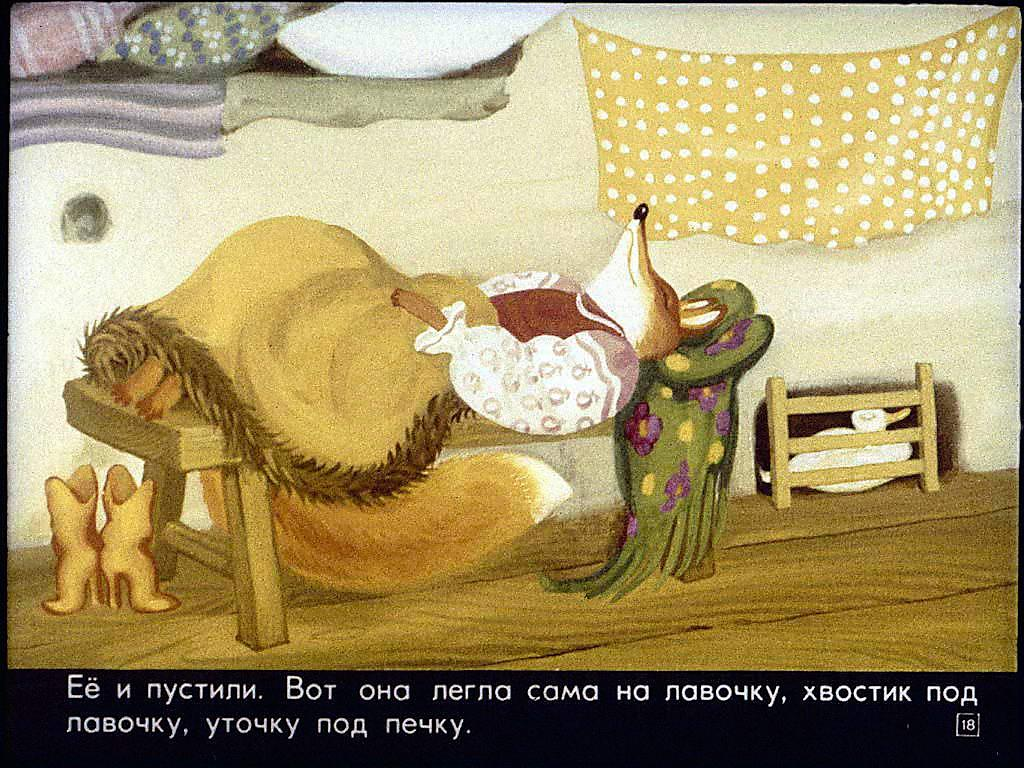 Её и пустили. Вот она легла сама на лавочку, хвостик под
лавочку, уточку под печку.
18